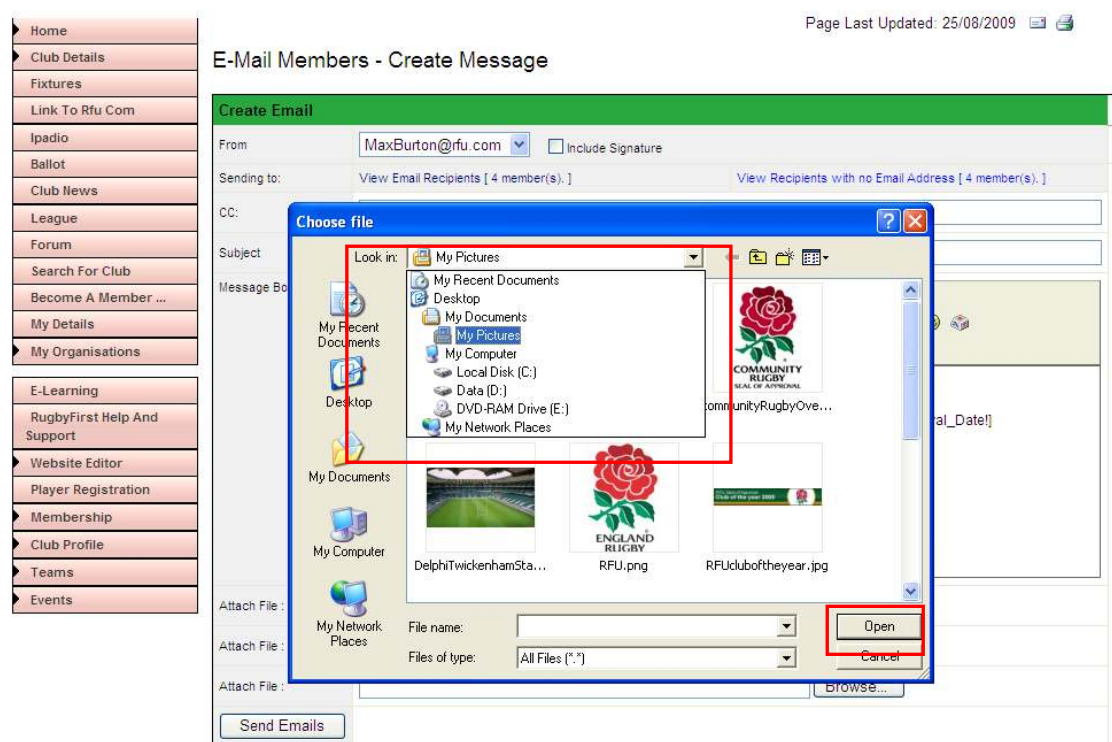 Page Last Updated: 25/08/2009
Home
Club Details
Fixtures
Link To Rfu Com
Ipadio
Ballot
Club News
League
Forum
Search For Club
Become A Member ...
My Details
My Organisations
E-Learning
RugbyFirst Help And
Support
Website Editor
Player Registration
Membership
Club Profile
Teams
Events
E-Mail Members - Create Message
Create Email
From
MaxBurton@rfu.com
Include Signature
Sending to:
View Email Recipients [ 4 member(s). ]
View Recipients with no Email Address [ 4 member(s). ]
CC:
Subject
Message Bo
al_Date!]
Choose file
Look in:
My Pictures
My Recent Documents
Desktop
My Documents
My Pictures
My Computer
Local Disk (C:)
Data (D:)
DVD-RAM Drive (E:)
My Network Places
My Recent
Documents
Desktop
My Documents
My Computer
My Network
Places
COMMUNITY
RUGBY
SEAL OF APPROVAL
ommunityRugbyOve...
DelphiTwickenhamSta...
ENGLAND
RUGBY
RFU.png
Club of the year 2009
RFUcluboftheyear.jpg
File name:
Open
Files of type:
All Files (*.*)
Cancel
Attach File :
Attach File :
Attach File :
Browse...
Send Emails